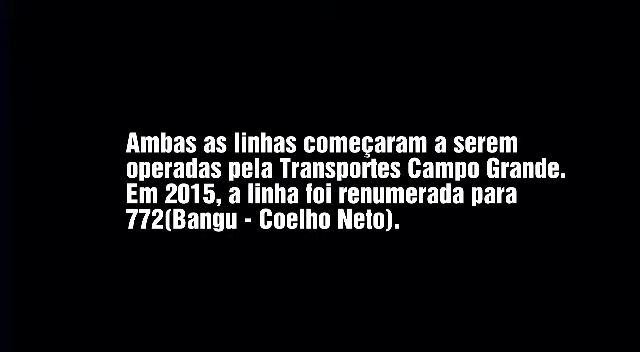 Ambas as linhas começaram a serem
operadas pela Transportes Campo Grande.
Em 2015, a linha foi renumerada para
772(Bangu - Coelho Neto).